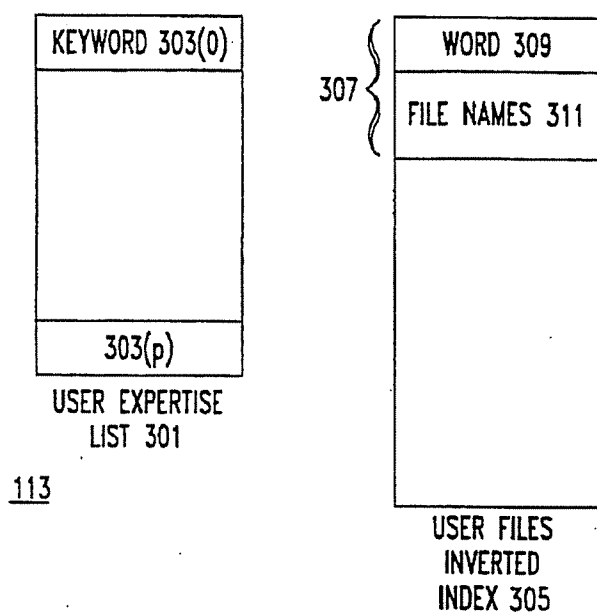 KEYWORD 303(0)
303(p)
USER EXPERTISE
LIST 301
113
307
WORD 309
FILE NAMES 311
USER FILES
INVERTED
INDEX 305